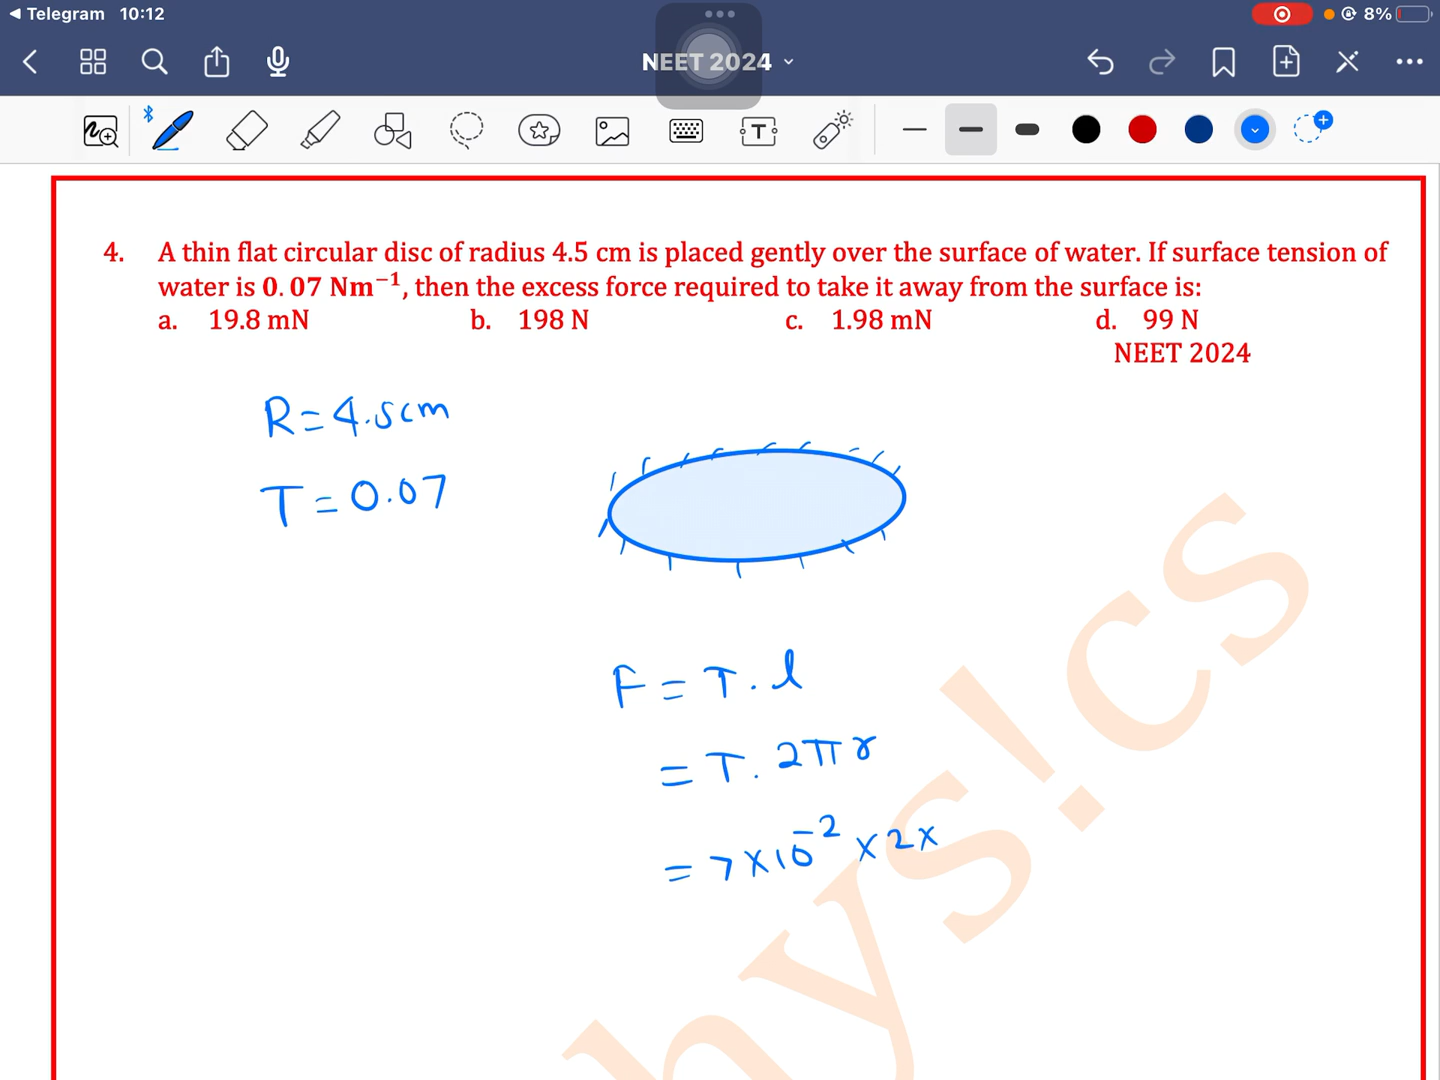 Telegram 10:12
8%
NEET 2024
4. A thin flat circular disc of radius 4.5 cm is placed gently over the surface of water. If surface tension of
water is 0.07 Nm⁻¹, then the excess force required to take it away from the surface is:
a. 19.8 mN b. 198 N c. 1.98 mN d. 99 N
NEET 2024
R = 4.5cm
T = 0.07
F = T . l
= T . 2πr
= 7 × 10⁻² × 2 ×
hys!cs